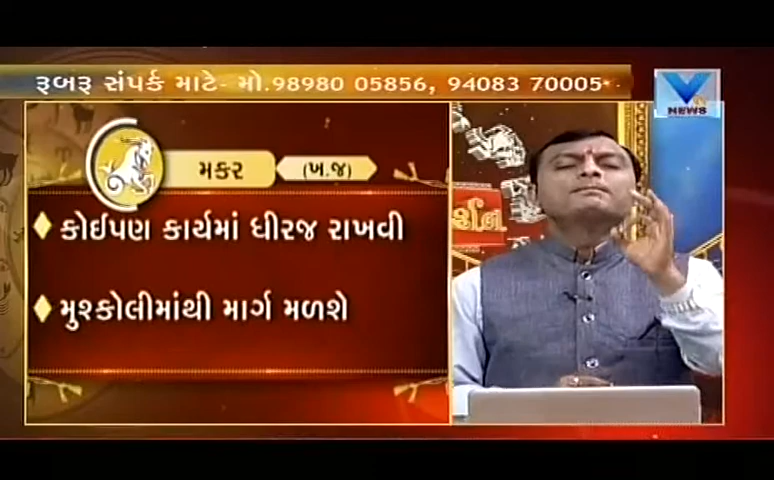 રૂબરૂ સંપર્ક માટે- મો.98980 05856, 94083 70005
NEWS
મકર
(ખ.જ)
કોઈપણ કાર્યમાં ધીરજ રાખવી
મુશ્કોલીમાંથી માર્ગ મળશે